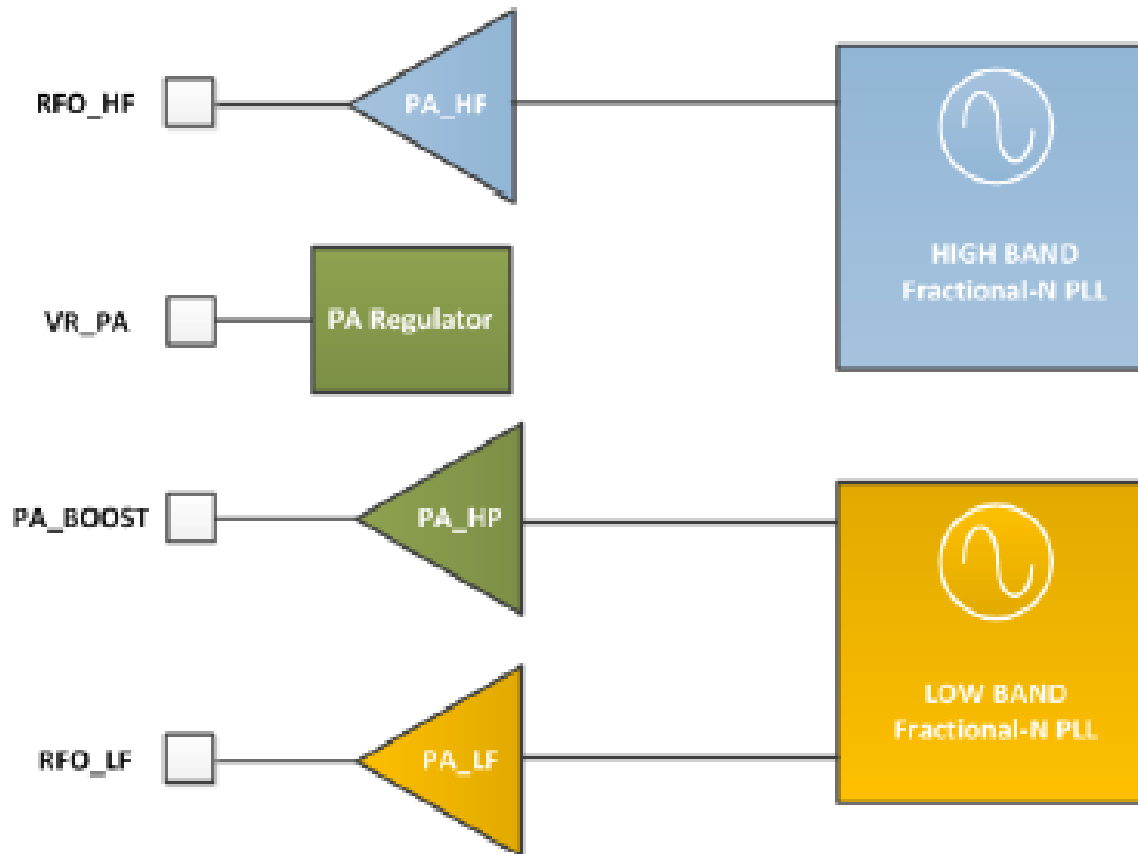 RFO_HF
PA_HF
HIGH BAND
Fractional-N PLL
VR_PA
PA Regulator
PA_BOOST
PA_HP
LOW BAND
Fractional-N PLL
RFO_LF
PA_LF